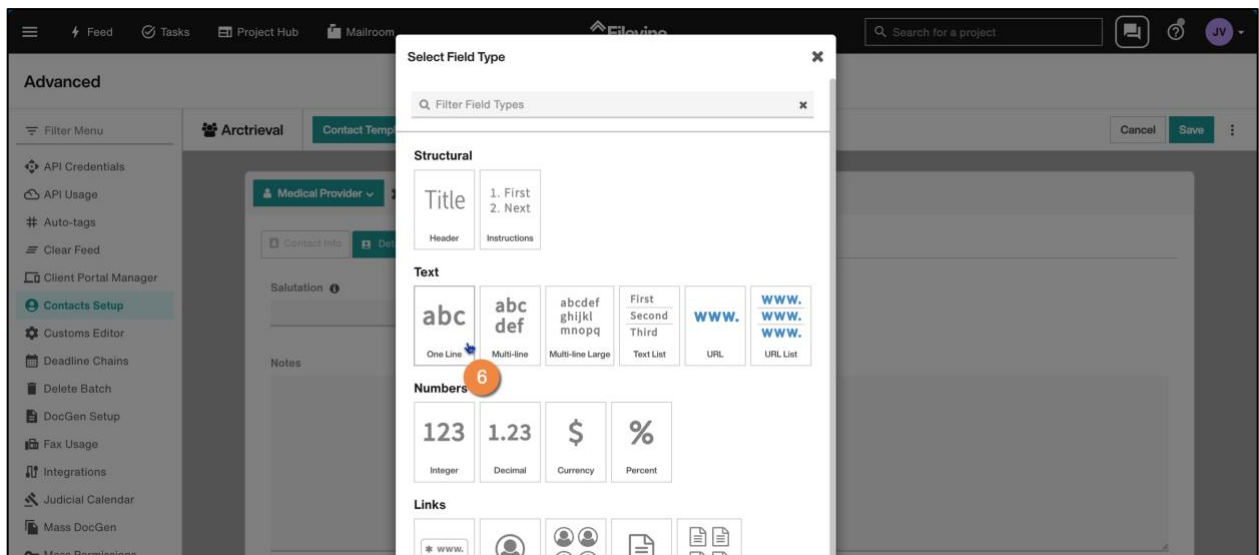 Feed Tasks Project Hub Mailroom Filevine Search for a project JV
Select Field Type
Advanced
Filter Field Types
Filter Menu
Arctrieval
Cancel
Save
API Credentials
API Usage
Auto-tags
Clear Feed
Client Portal Manager
Contacts Setup
Customs Editor
Deadline Chains
Delete Batch
DocGen Setup
Fax Usage
Integrations
Judicial Calendar
Mass DocGen
Medical Provider
Contact Info
Salutation
Notes
Structural
Title
Header
1. First
2. Next
Instructions
Text
abc
One Line
abc
def
Multi-line
abcdef
ghijkl
mnopq
Multi-line Large
First
Second
Third
Text List
www.
URL
www.
www.
www.
URL List
6
Numbers
123
Integer
1.23
Decimal
$
Currency
%
Percent
Links
* www.